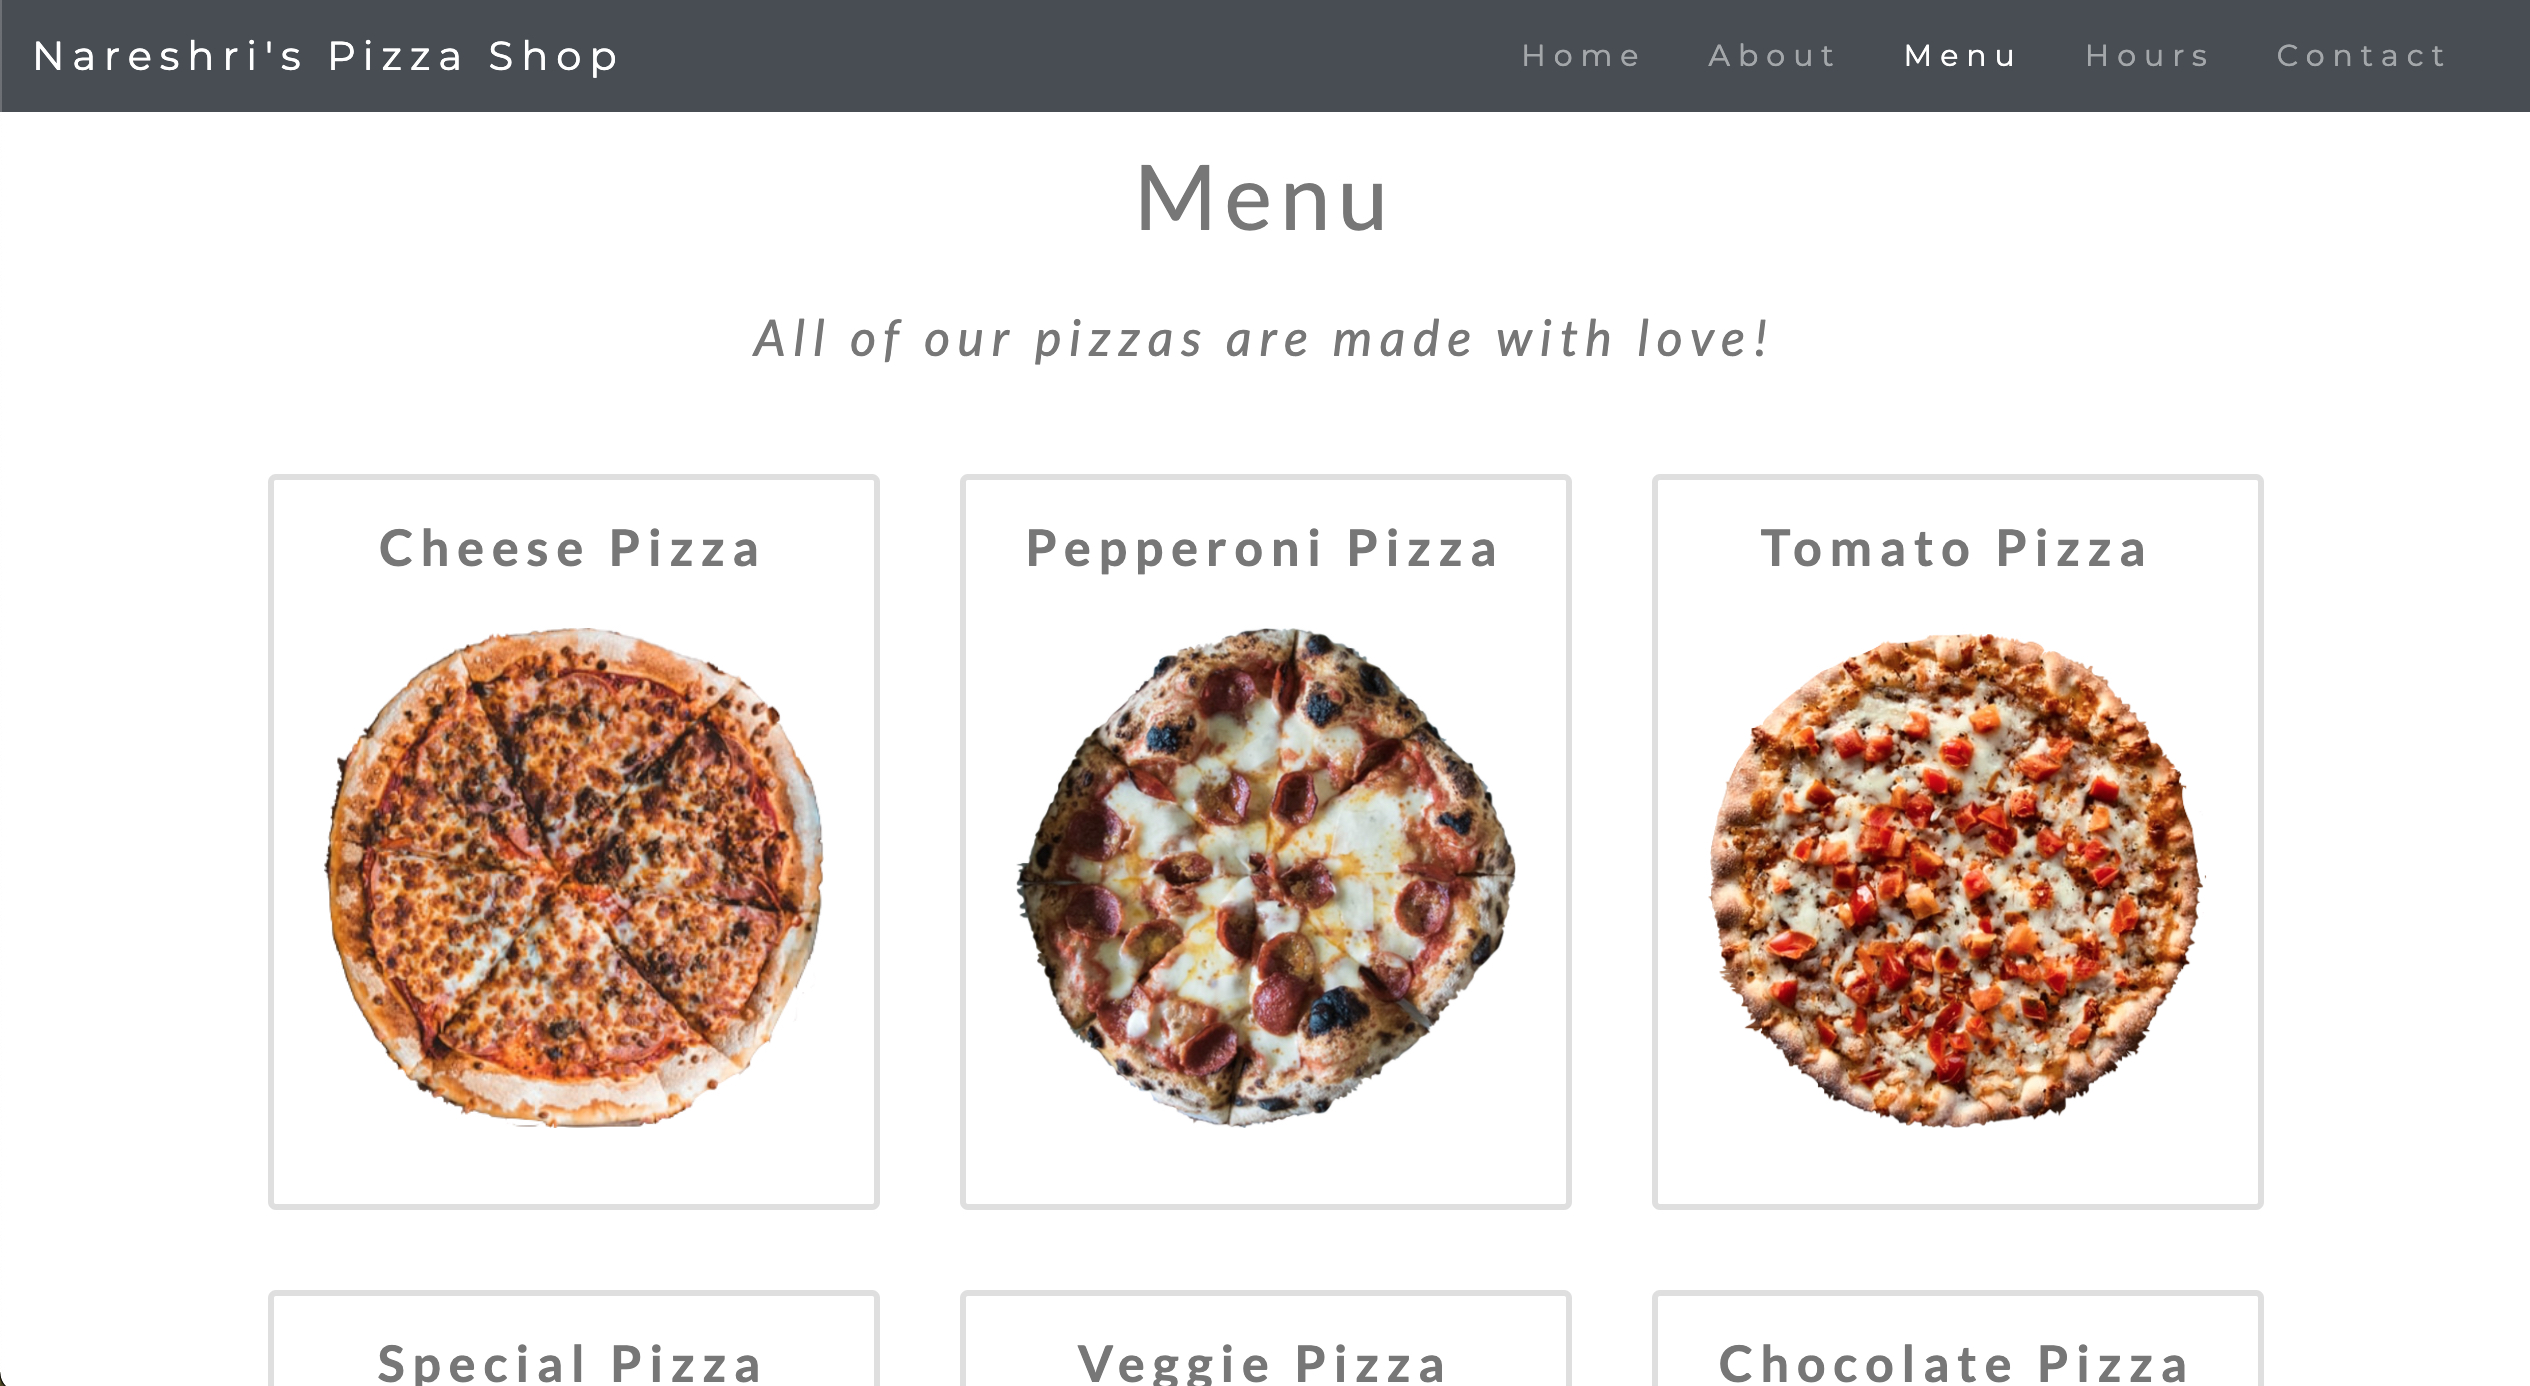 Nareshri's Pizza Shop Home About Menu Hours Contact
Menu
All of our pizzas are made with love!
Cheese Pizza Pepperoni Pizza Tomato Pizza
Special Pizza Veggie Pizza Chocolate Pizza